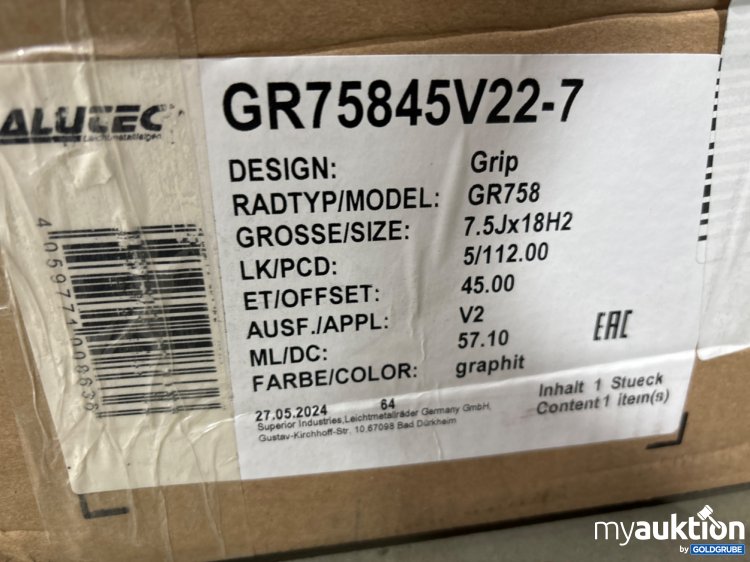 ALUTEC
Leichtmetallfelgen
GR75845V22-7
DESIGN: Grip
RADTYP/MODEL: GR758
GROSSE/SIZE: 7.5Jx18H2
LK/PCD: 5/112.00
ET/OFFSET: 45.00
AUSF./APPL: V2
ML/DC: 57.10
FARBE/COLOR: graphit
EAC
Inhalt 1 Stueck
Content 1 item(s)
27.05.2024 64
Superior Industries Leichtmetallräder Germany GmbH,
Gustav-Kirchhoff-Str. 10,67098 Bad Dürkheim
myauktion
by GOLDGRUBE